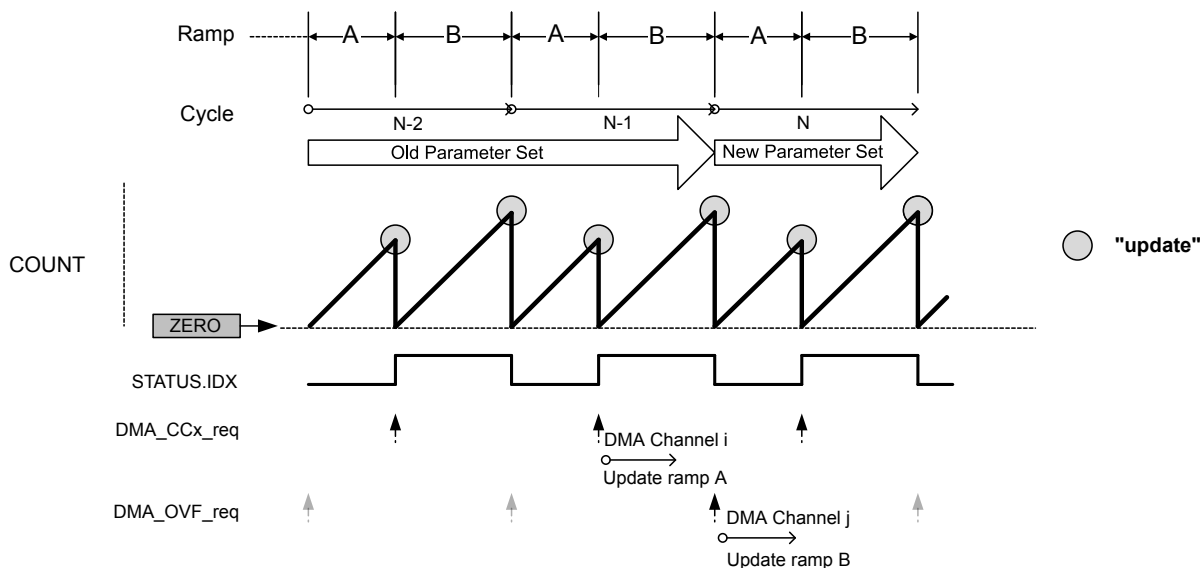 Ramp A B A B A B
Cycle
N-2 N-1 N
Old Parameter Set New Parameter Set
"update"
COUNT
ZERO
STATUS.IDX
DMA_CCx_req
DMA Channel i
Update ramp A
DMA_OVF_req
DMA Channel j
Update ramp B